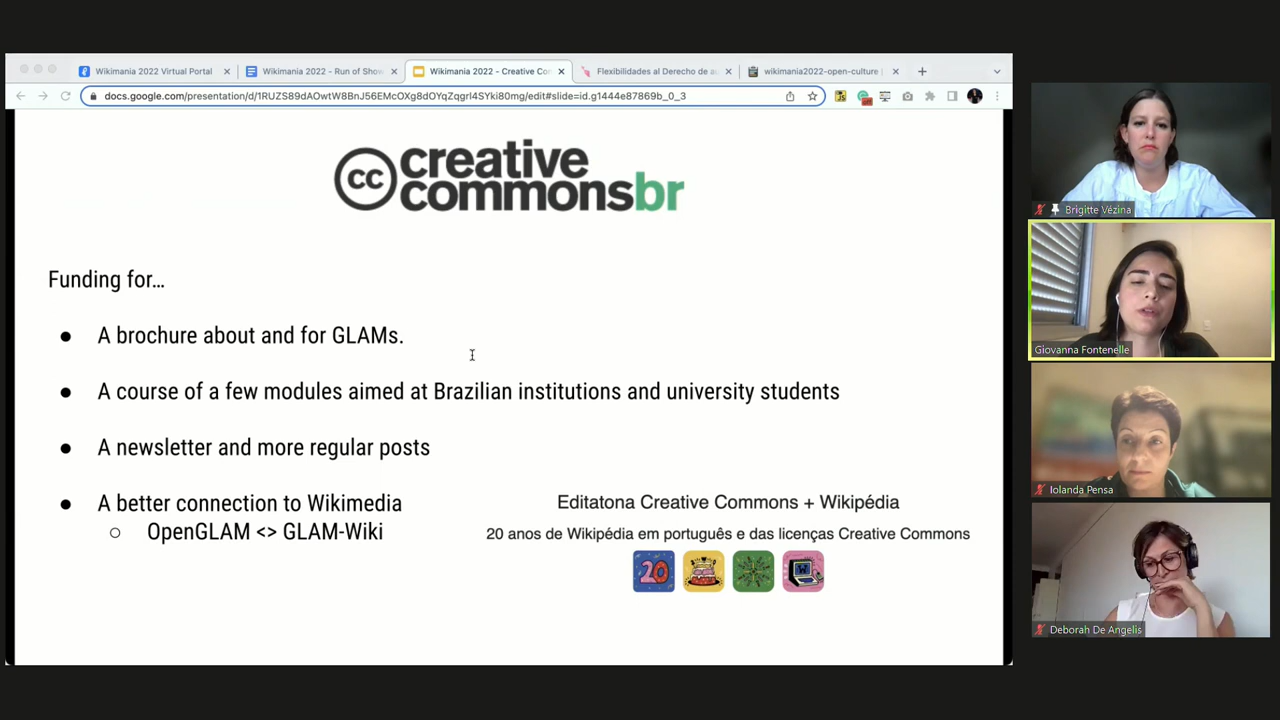 Wikimania 2022 Virtual Portal
Wikimania 2022 - Run of Show
Wikimania 2022 - Creative Co
Flexibilidades al Derecho de au
wikimania2022-open-culture |
docs.google.com/presentation/d/1RUZS89dAOwtW8BnJ56EMcOXg8dOYqZqgrl4SYki80mg/edit#slide=id.g1444e87869b_0_3
cc creative
commonsbr
Funding for…
● A brochure about and for GLAMs.
● A course of a few modules aimed at Brazilian institutions and university students
● A newsletter and more regular posts
● A better connection to Wikimedia
○ OpenGLAM <> GLAM-Wiki
Editatona Creative Commons + Wikipédia
20 anos de Wikipédia em português e das licenças Creative Commons
20
W
Brigitte Vézina
Giovanna Fontenelle
Iolanda Pensa
Deborah De Angelis